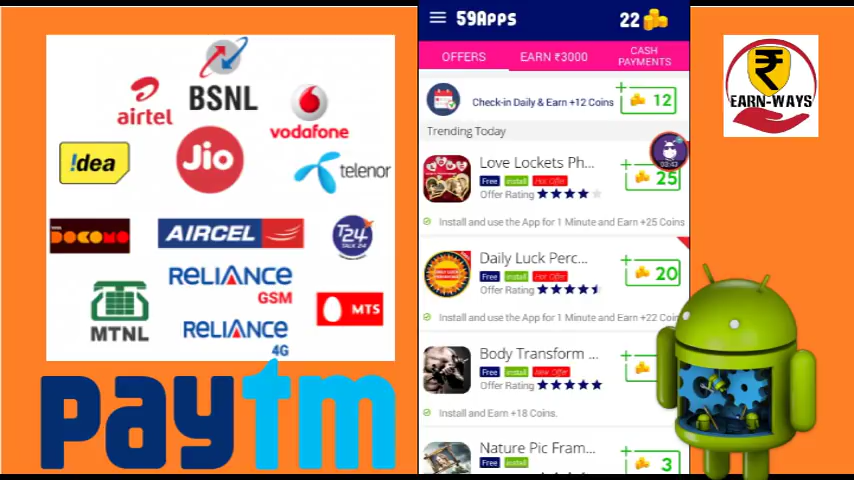 airtel
BSNL
vodafone
!dea
Jio
telenor
TATA
DOCOMO
AIRCEL
T24
TALK 24
MTNL
RELIANCE
GSM
RELIANCE
4G
MTS
paytm
59Apps
22
OFFERS
EARN ₹3000
CASH
PAYMENTS
Check-in Daily & Earn +12 Coins
+
12
Trending Today
Love Lockets Ph...
Free Install Hot Offer
Offer Rating
+
25
Install and use the App for 1 Minute and Earn +25 Coins
Daily Luck Perc...
Free Install Hot Offer
Offer Rating
+
20
Install and use the App for 1 Minute and Earn +22 Coin
Body Transform ...
Free Install New Offer
Offer Rating
+
Install and Earn +18 Coins.
Nature Pic Fram...
Free Install
+
3
₹
EARN-WAYS